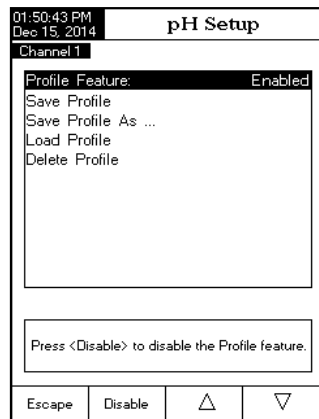 01:50:43 PM
Dec 15, 2014
pH Setup
Channel 1
Profile Feature: Enabled
Save Profile
Save Profile As ...
Load Profile
Delete Profile
Press <Disable> to disable the Profile feature.
Escape Disable △ ▽